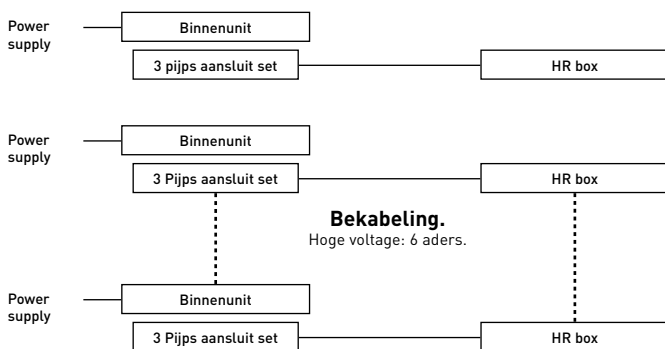 Power
supply
Binnenunit
3 pijps aansluit set
HR box
Power
supply
Binnenunit
3 Pijps aansluit set
HR box
Bekabeling.
Hoge voltage: 6 aders.
Power
supply
Binnenunit
3 Pijps aansluit set
HR box